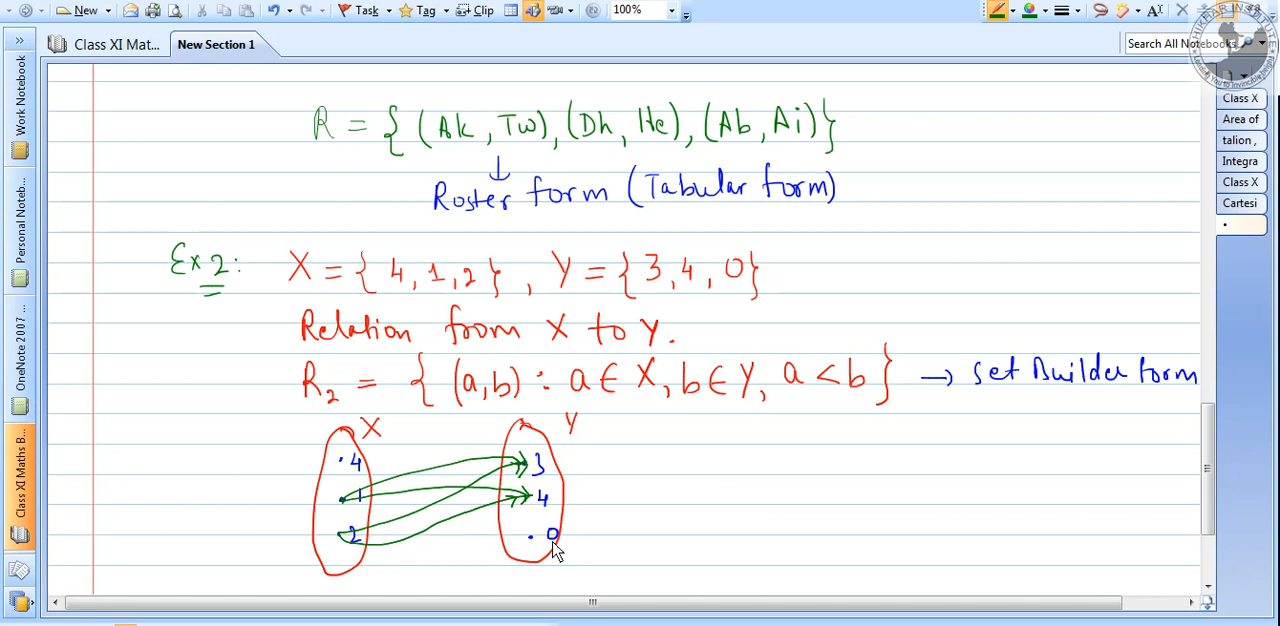 New Task Tag Clip 100%
Class XI Mat... New Section 1 Search All Notebooks
Work Notebook
Personal Noteb...
OneNote 2007 ...
Class XI Maths B...
Class X
Area of
talion ,
Integra
Class X
Cartesi
R = { (Ak, Tw), (Dh, He), (Ab, Ai) }
↓
Roster form (Tabular form)
Ex 2: X = { 4, 1, 2 }, Y = { 3, 4, 0 }
Relation from X to Y.
R₂ = { (a,b) : a ∈ X, b ∈ Y, a < b } → Set Builder form
X Y
4 3
1 4
2 0